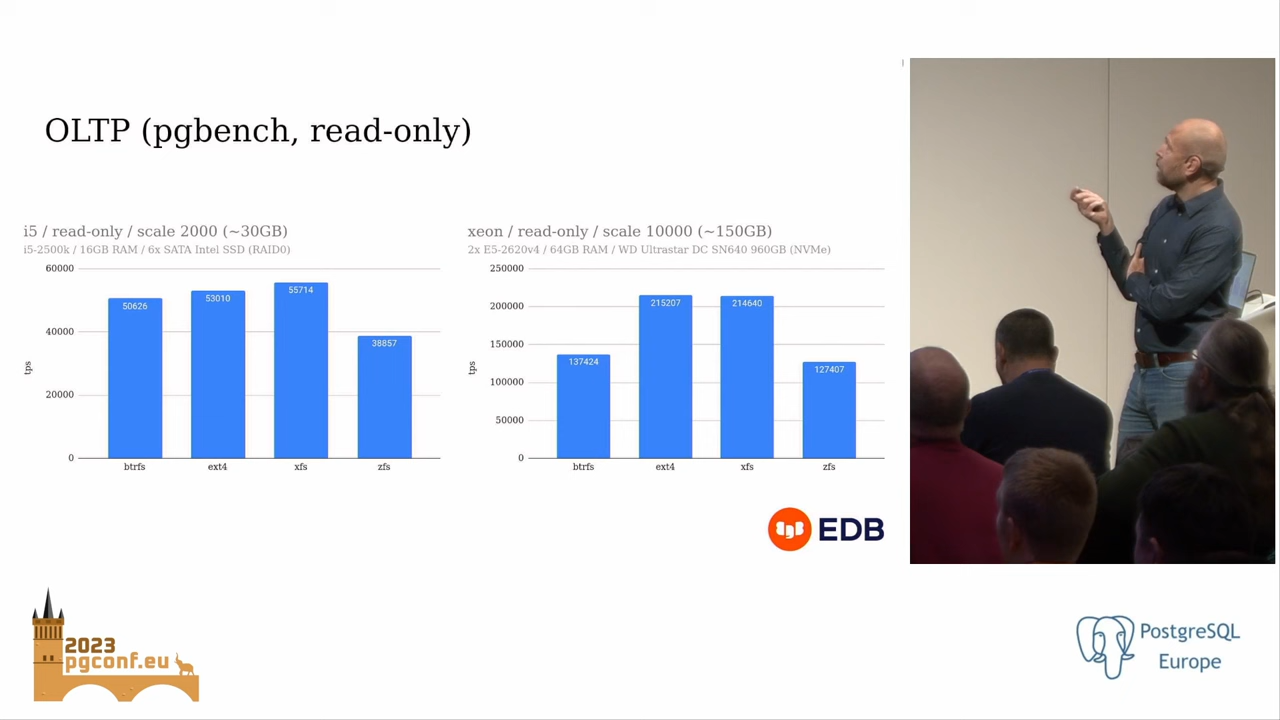 OLTP (pgbench, read-only)
i5 / read-only / scale 2000 (~30GB)
i5-2500k / 16GB RAM / 6x SATA Intel SSD (RAID0)
60000
40000
20000
0
tps
50626
53010
55714
38857
btrfs
ext4
xfs
zfs
xeon / read-only / scale 10000 (~150GB)
2x E5-2620v4 / 64GB RAM / WD Ultrastar DC SN640 960GB (NVMe)
250000
200000
150000
100000
50000
0
tps
137424
215207
214640
127407
btrfs
ext4
xfs
zfs
EDB
2023
pgconf.eu
PostgreSQL
Europe